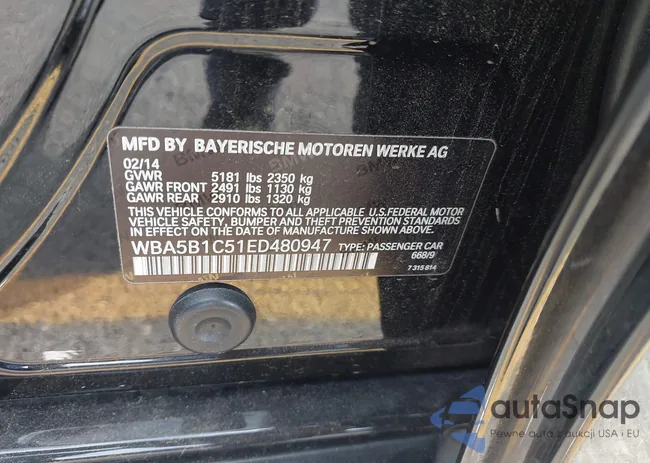 MFD BY BAYERISCHE MOTOREN WERKE AG
02/14
GVWR 5181 lbs 2350 kg
GAWR FRONT 2491 lbs 1130 kg
GAWR REAR 2910 lbs 1320 kg
THIS VEHICLE CONFORMS TO ALL APPLICABLE U.S.FEDERAL MOTOR
VEHICLE SAFETY, BUMPER AND THEFT PREVENTION STANDARDS
IN EFFECT ON THE DATE OF MANUFACTURE SHOWN ABOVE.
WBA5B1C51ED480947 TYPE: PASSENGER CAR
668/9
7 315 814
autoSnap
Pewne auta z aukcji USA i EU